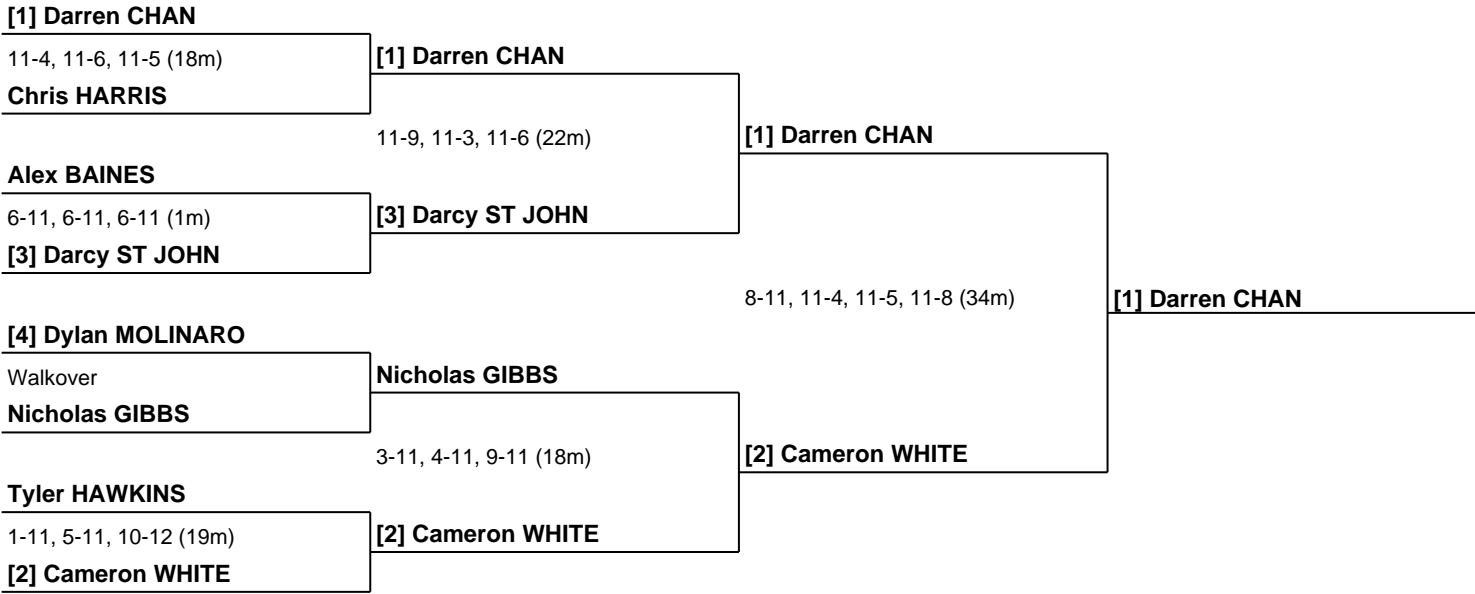 [1] Darren CHAN
11-4, 11-6, 11-5 (18m)
Chris HARRIS
Alex BAINES
6-11, 6-11, 6-11 (1m)
[3] Darcy ST JOHN
[4] Dylan MOLINARO
Walkover
Nicholas GIBBS
Tyler HAWKINS
1-11, 5-11, 10-12 (19m)
[2] Cameron WHITE
[1] Darren CHAN
11-9, 11-3, 11-6 (22m)
[3] Darcy ST JOHN
Nicholas GIBBS
3-11, 4-11, 9-11 (18m)
[2] Cameron WHITE
[1] Darren CHAN
8-11, 11-4, 11-5, 11-8 (34m)
[2] Cameron WHITE
[1] Darren CHAN